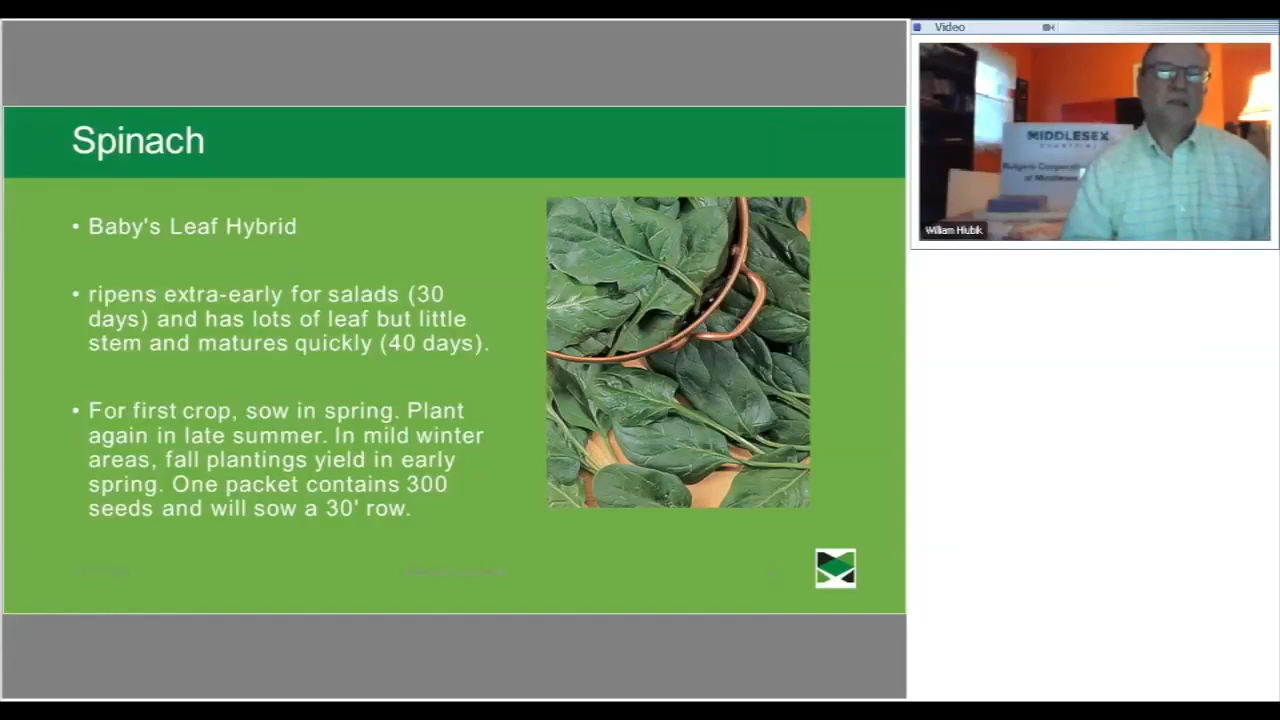 Spinach
• Baby's Leaf Hybrid
• ripens extra-early for salads (30
days) and has lots of leaf but little
stem and matures quickly (40 days).
• For first crop, sow in spring. Plant
again in late summer. In mild winter
areas, fall plantings yield in early
spring. One packet contains 300
seeds and will sow a 30' row.
Video
MIDDLESEX
of Middlesex
William Hlubik